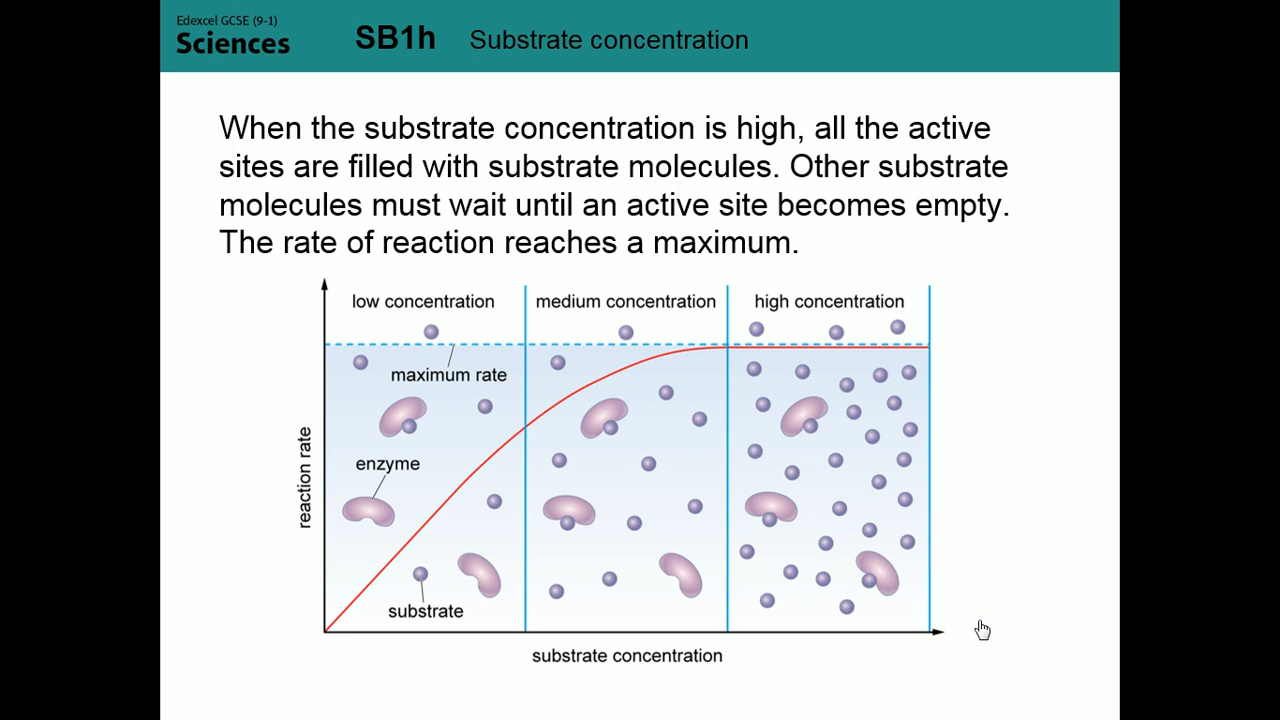 Edexcel GCSE (9-1)
Sciences
SB1h Substrate concentration
When the substrate concentration is high, all the active
sites are filled with substrate molecules. Other substrate
molecules must wait until an active site becomes empty.
The rate of reaction reaches a maximum.
low concentration
medium concentration
high concentration
maximum rate
enzyme
substrate
reaction rate
substrate concentration